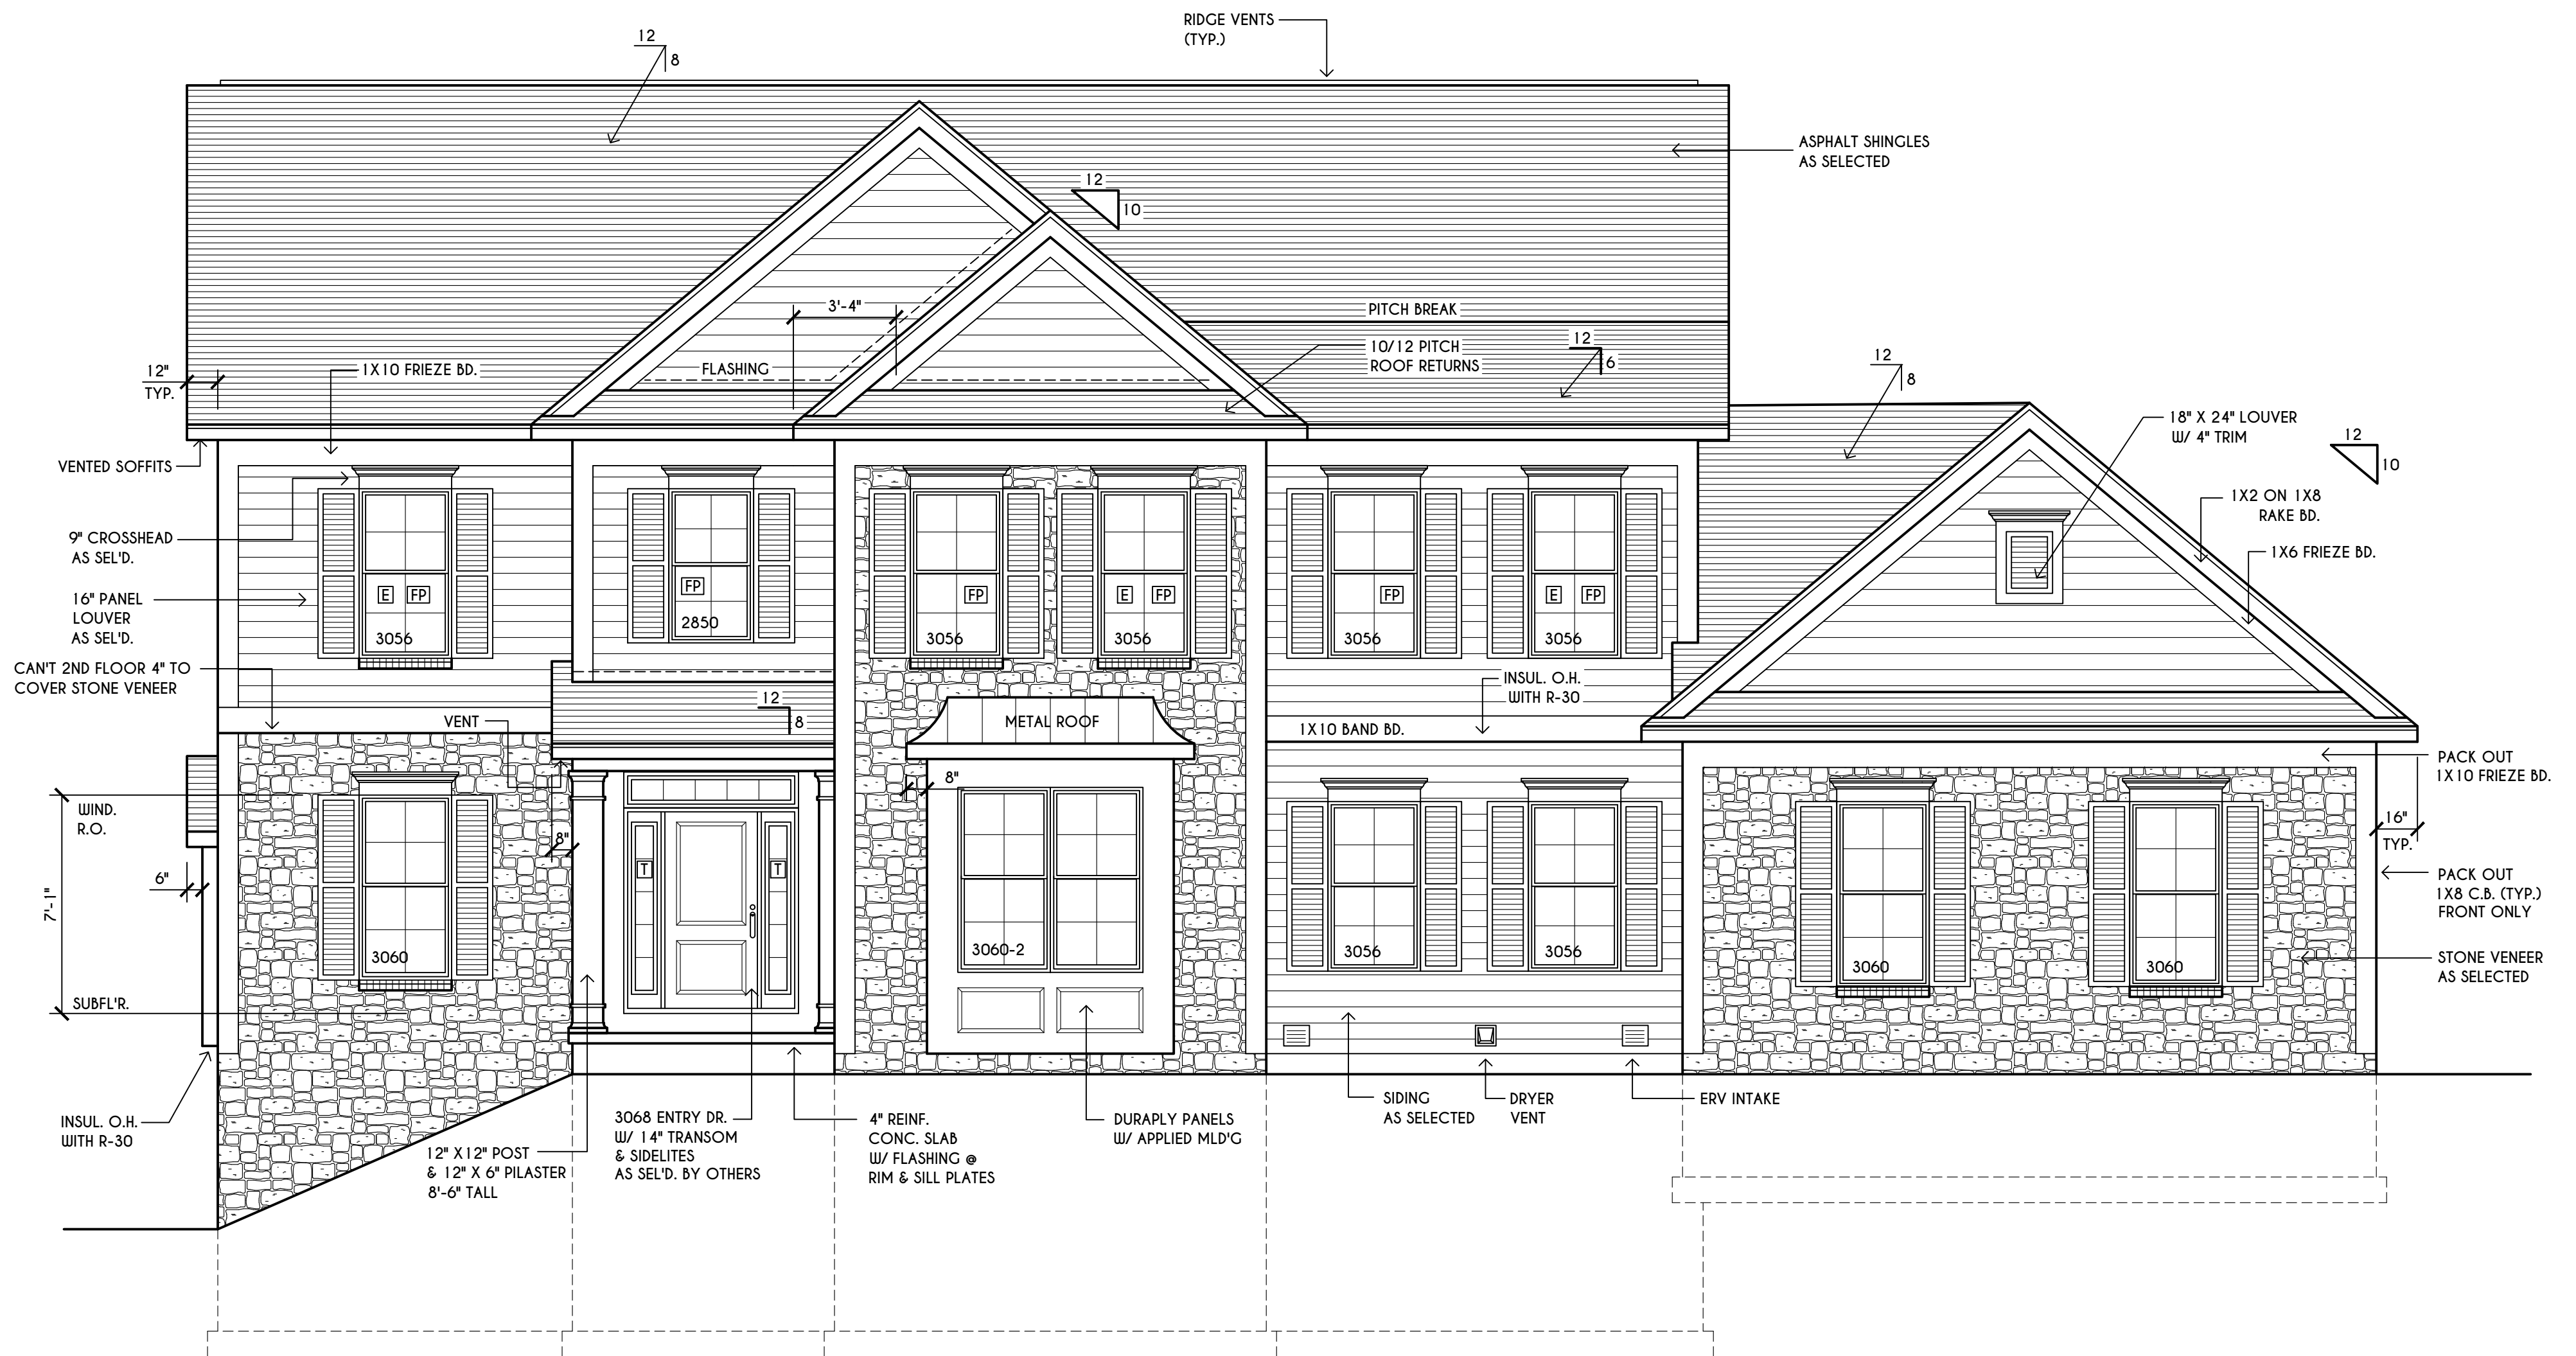 RIDGE VENTS
(TYP.)
12
8
ASPHALT SHINGLES
AS SELECTED
12
10
3'-4"
PITCH BREAK
10/12 PITCH
ROOF RETURNS
12
6
FLASHING
12"
TYP.
1X10 FRIEZE BD.
12
8
18" X 24" LOUVER
W/ 4" TRIM
12
10
VENTED SOFFITS
1X2 ON 1X8
RAKE BD.
9" CROSSHEAD
AS SEL'D.
1X6 FRIEZE BD.
16" PANEL
LOUVER
AS SEL'D.
E FP
3056
FP
2850
FP
3056
E FP
3056
FP
3056
E FP
3056
CAN'T 2ND FLOOR 4" TO
COVER STONE VENEER
INSUL. O.H.
WITH R-30
VENT
12
8
METAL ROOF
1X10 BAND BD.
PACK OUT
1X10 FRIEZE BD.
8"
WIND.
R.O.
8"
16"
TYP.
T
T
6"
7'-1"
PACK OUT
1X8 C.B. (TYP.)
FRONT ONLY
3060
3060-2
3056
3056
3060
3060
STONE VENEER
AS SELECTED
SUBFL'R.
INSUL. O.H.
WITH R-30
12" X12" POST
& 12" X 6" PILASTER
8'-6" TALL
3068 ENTRY DR.
W/ 14" TRANSOM
& SIDELITES
AS SEL'D. BY OTHERS
4" REINF.
CONC. SLAB
W/ FLASHING @
RIM & SILL PLATES
DURAPLY PANELS
W/ APPLIED MLD'G
SIDING
AS SELECTED
DRYER
VENT
ERV INTAKE